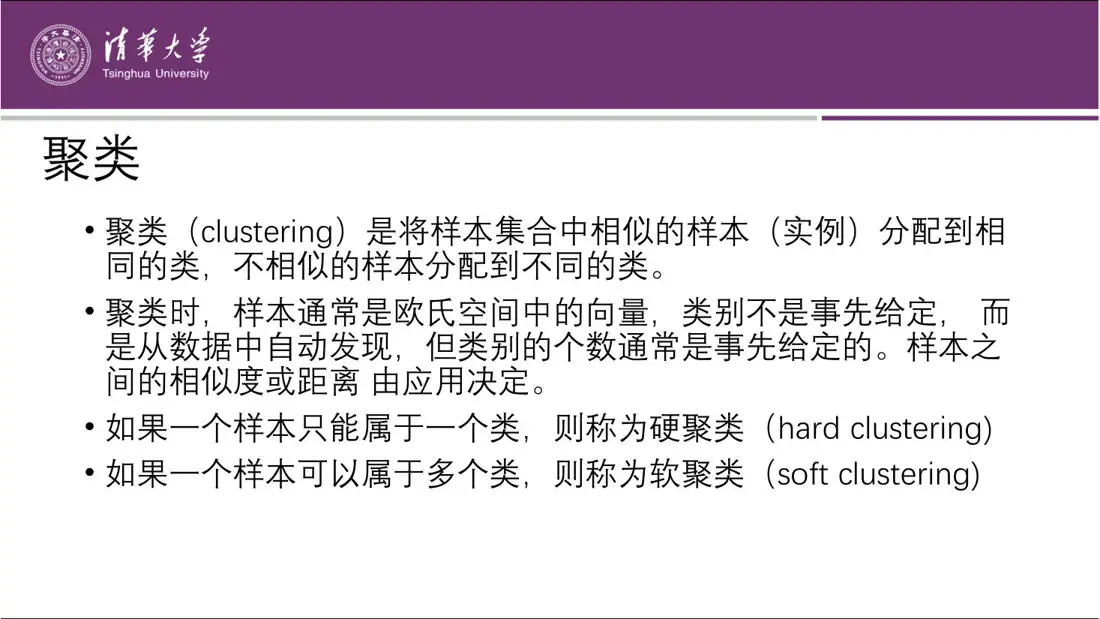 清华大学
Tsinghua University
聚类
• 聚类（clustering）是将样本集合中相似的样本（实例）分配到相
同的类，不相似的样本分配到不同的类。
• 聚类时，样本通常是欧氏空间中的向量，类别不是事先给定， 而
是从数据中自动发现，但类别的个数通常是事先给定的。样本之
间的相似度或距离 由应用决定。
• 如果一个样本只能属于一个类，则称为硬聚类（hard clustering)
• 如果一个样本可以属于多个类，则称为软聚类（soft clustering)